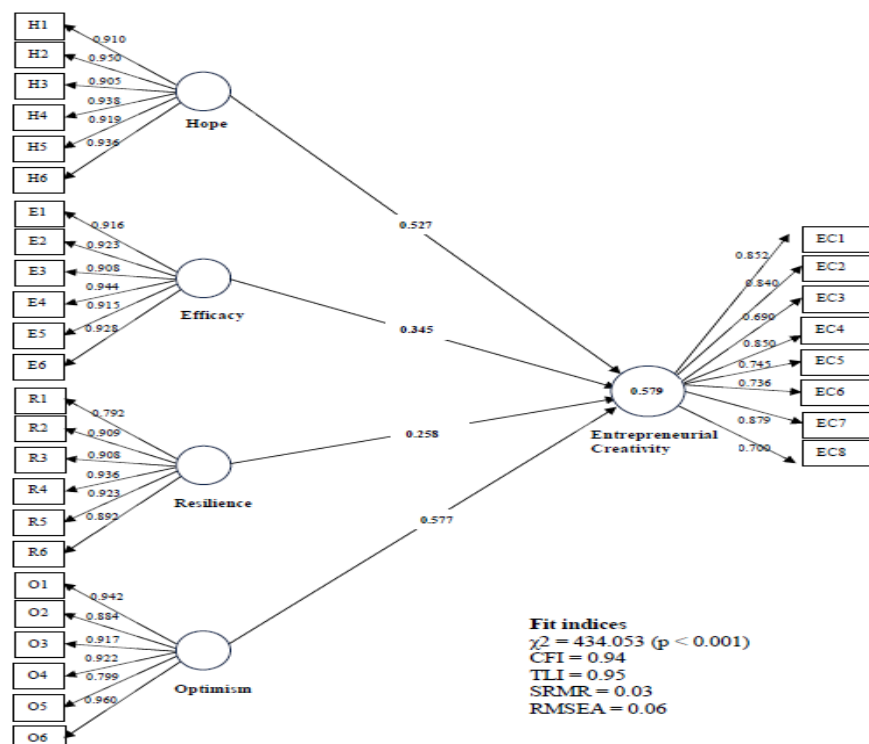 H1
H2
H3
H4
H5
H6
0.910
0.950
0.905
0.938
0.919
0.936
Hope
0.527
E1
E2
E3
E4
E5
E6
0.916
0.923
0.908
0.944
0.915
0.928
Efficacy
0.345
R1
R2
R3
R4
R5
R6
0.792
0.909
0.908
0.936
0.923
0.892
Resilience
0.258
O1
O2
O3
O4
O5
O6
0.942
0.884
0.917
0.922
0.799
0.960
Optimism
0.577
0.579
Entrepreneurial
Creativity
0.852
0.840
0.690
0.850
0.745
0.736
0.879
0.700
EC1
EC2
EC3
EC4
EC5
EC6
EC7
EC8
Fit indices
χ2 = 434.053 (p < 0.001)
CFI = 0.94
TLI = 0.95
SRMR = 0.03
RMSEA = 0.06